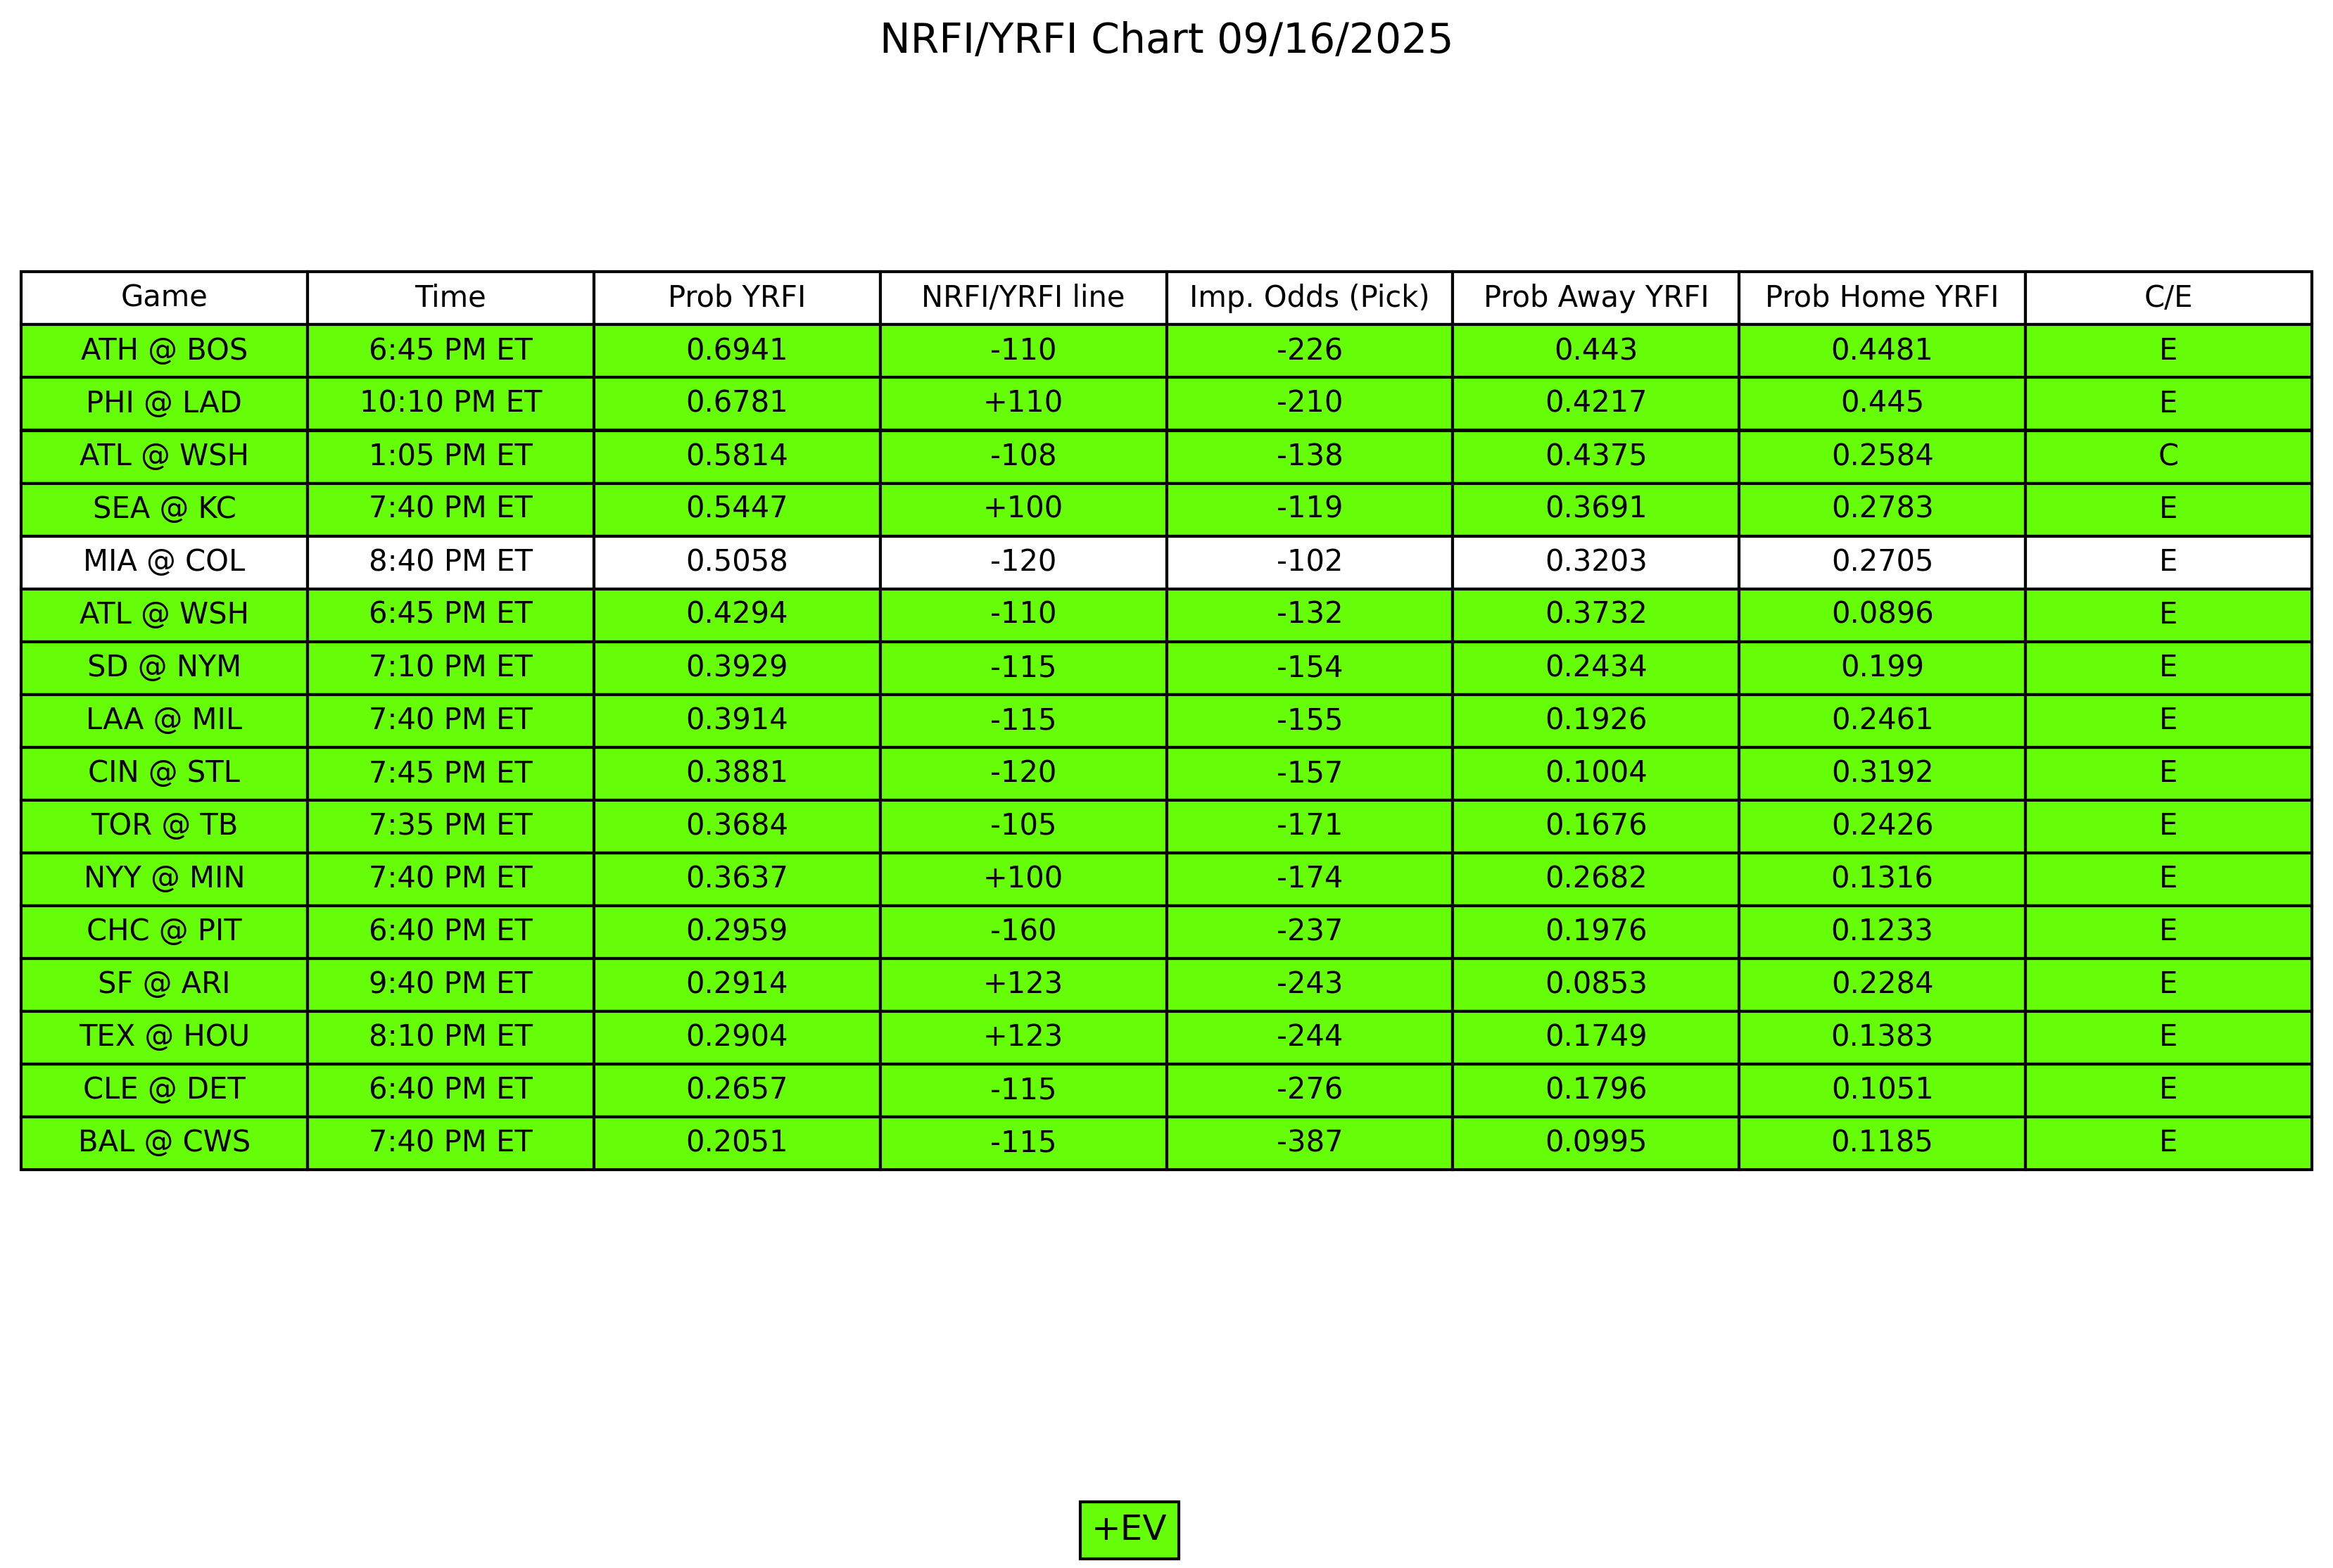 NRFI/YRFI Chart 09/16/2025
Game Time Prob YRFI NRFI/YRFI line Imp. Odds (Pick) Prob Away YRFI Prob Home YRFI C/E
ATH @ BOS 6:45 PM ET 0.6941 -110 -226 0.443 0.4481 E
PHI @ LAD 10:10 PM ET 0.6781 +110 -210 0.4217 0.445 E
ATL @ WSH 1:05 PM ET 0.5814 -108 -138 0.4375 0.2584 C
SEA @ KC 7:40 PM ET 0.5447 +100 -119 0.3691 0.2783 E
MIA @ COL 8:40 PM ET 0.5058 -120 -102 0.3203 0.2705 E
ATL @ WSH 6:45 PM ET 0.4294 -110 -132 0.3732 0.0896 E
SD @ NYM 7:10 PM ET 0.3929 -115 -154 0.2434 0.199 E
LAA @ MIL 7:40 PM ET 0.3914 -115 -155 0.1926 0.2461 E
CIN @ STL 7:45 PM ET 0.3881 -120 -157 0.1004 0.3192 E
TOR @ TB 7:35 PM ET 0.3684 -105 -171 0.1676 0.2426 E
NYY @ MIN 7:40 PM ET 0.3637 +100 -174 0.2682 0.1316 E
CHC @ PIT 6:40 PM ET 0.2959 -160 -237 0.1976 0.1233 E
SF @ ARI 9:40 PM ET 0.2914 +123 -243 0.0853 0.2284 E
TEX @ HOU 8:10 PM ET 0.2904 +123 -244 0.1749 0.1383 E
CLE @ DET 6:40 PM ET 0.2657 -115 -276 0.1796 0.1051 E
BAL @ CWS 7:40 PM ET 0.2051 -115 -387 0.0995 0.1185 E
+EV